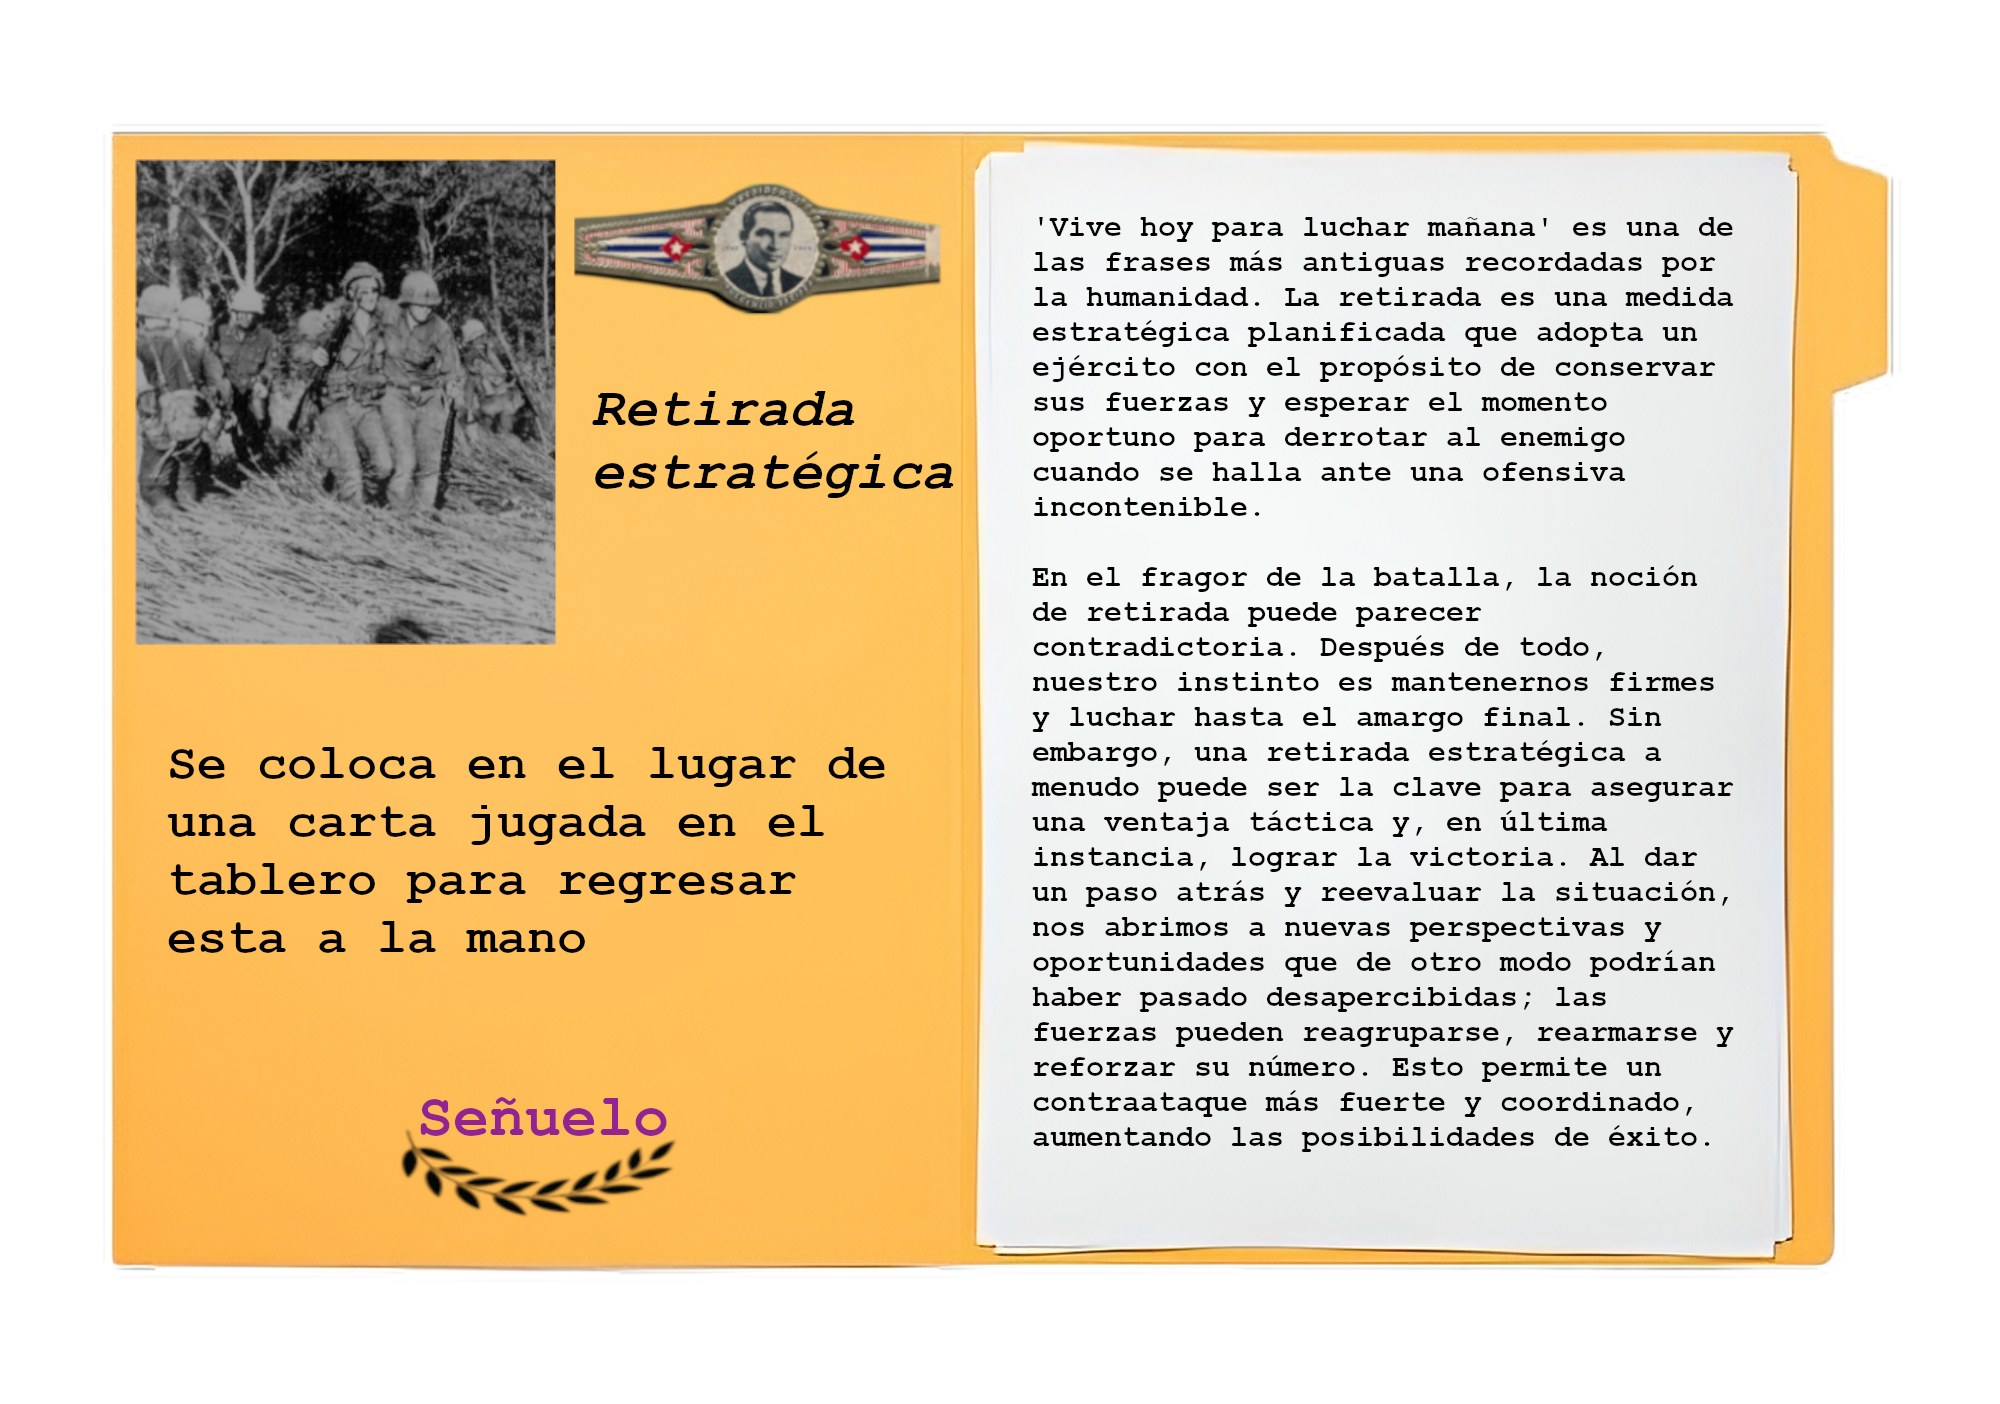 Retirada
estratégica
Se coloca en el lugar de
una carta jugada en el
tablero para regresar
esta a la mano
Señuelo
'Vive hoy para luchar mañana' es una de
las frases más antiguas recordadas por
la humanidad. La retirada es una medida
estratégica planificada que adopta un
ejército con el propósito de conservar
sus fuerzas y esperar el momento
oportuno para derrotar al enemigo
cuando se halla ante una ofensiva
incontenible.
En el fragor de la batalla, la noción
de retirada puede parecer
contradictoria. Después de todo,
nuestro instinto es mantenernos firmes
y luchar hasta el amargo final. Sin
embargo, una retirada estratégica a
menudo puede ser la clave para asegurar
una ventaja táctica y, en última
instancia, lograr la victoria. Al dar
un paso atrás y reevaluar la situación,
nos abrimos a nuevas perspectivas y
oportunidades que de otro modo podrían
haber pasado desapercibidas; las
fuerzas pueden reagruparse, rearmarse y
reforzar su número. Esto permite un
contraataque más fuerte y coordinado,
aumentando las posibilidades de éxito.